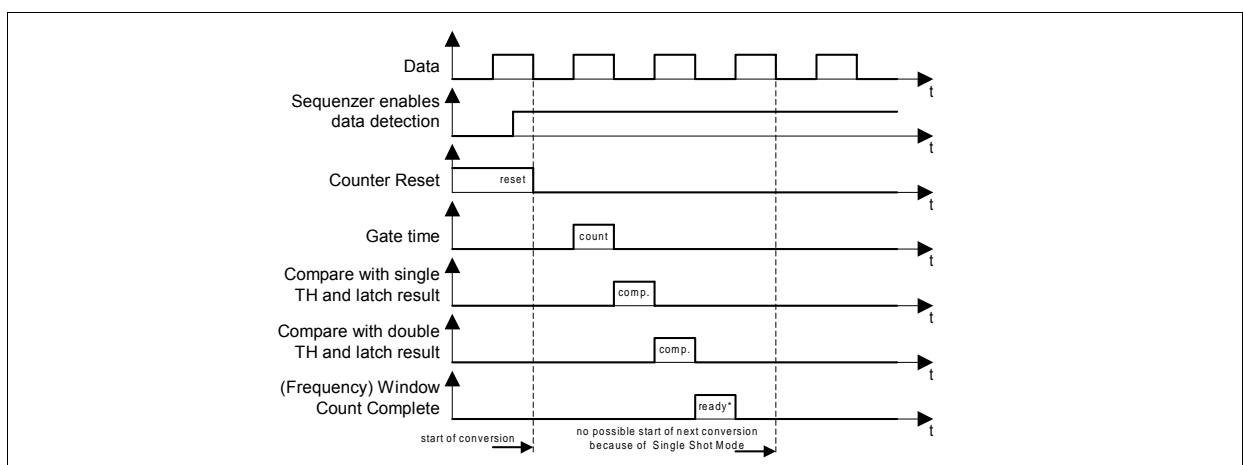 Data
t
Sequenzer enables
data detection
t
Counter Reset
reset
t
Gate time
count
t
Compare with single
TH and latch result
comp.
t
Compare with double
TH and latch result
comp.
t
(Frequency) Window
Count Complete
ready*
t
start of conversion
no possible start of next conversion
because of Single Shot Mode